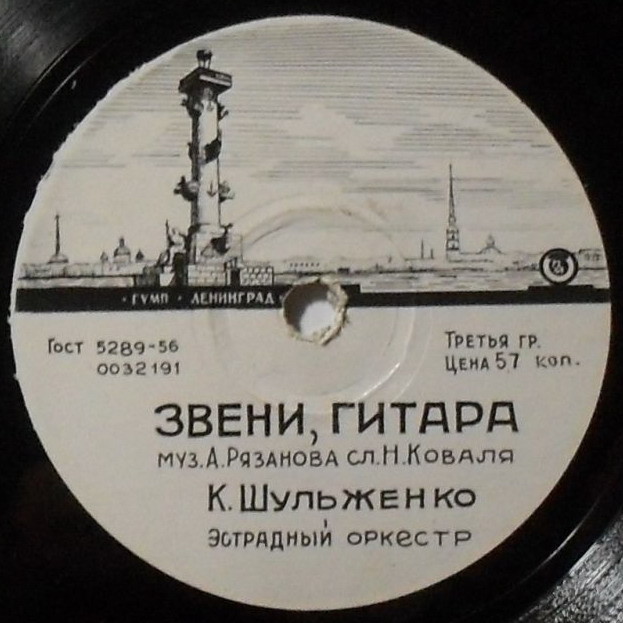 · ГУМП · ЛЕНИНГРАД
ГОСТ 5289-56
0032191
ТРЕТЬЯ ГР.
ЦЕНА 57 коп.
ЗВЕНИ, ГИТАРА
МУЗ. А. РЯЗАНОВА СЛ. Н. КОВАЛЯ
К. ШУЛЬЖЕНКО
ЭСТРАДНЫЙ ОРКЕСТР